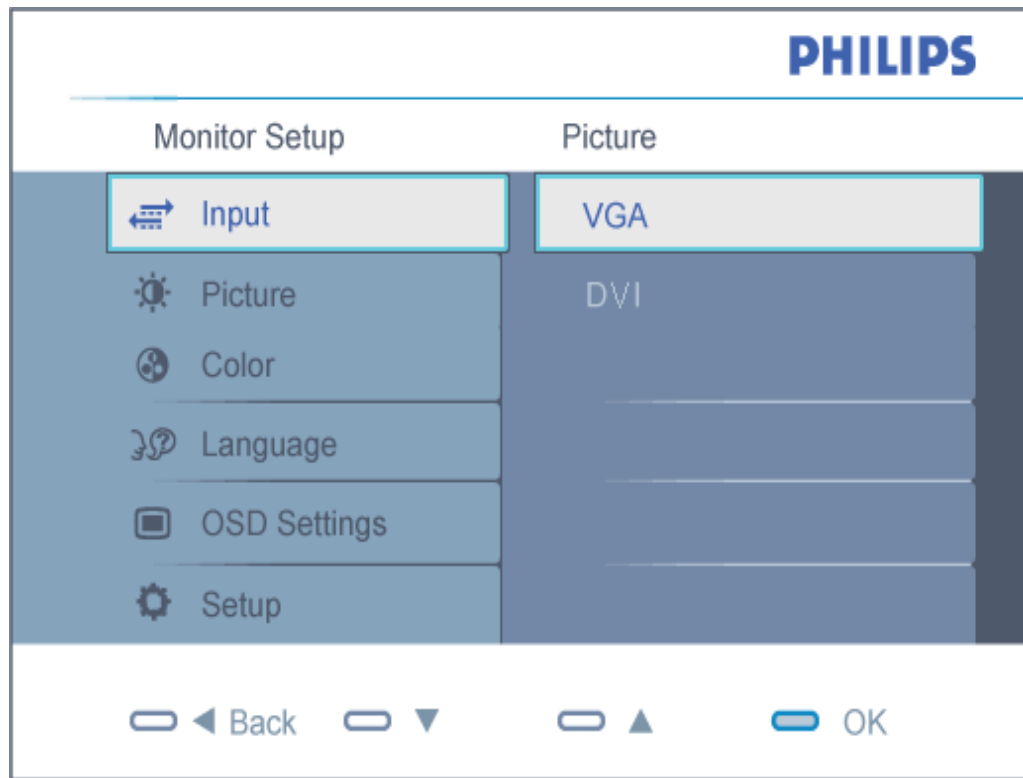 PHILIPS
Monitor Setup Picture
Input VGA
Picture DVI
Color
Language
OSD Settings
Setup
Back OK